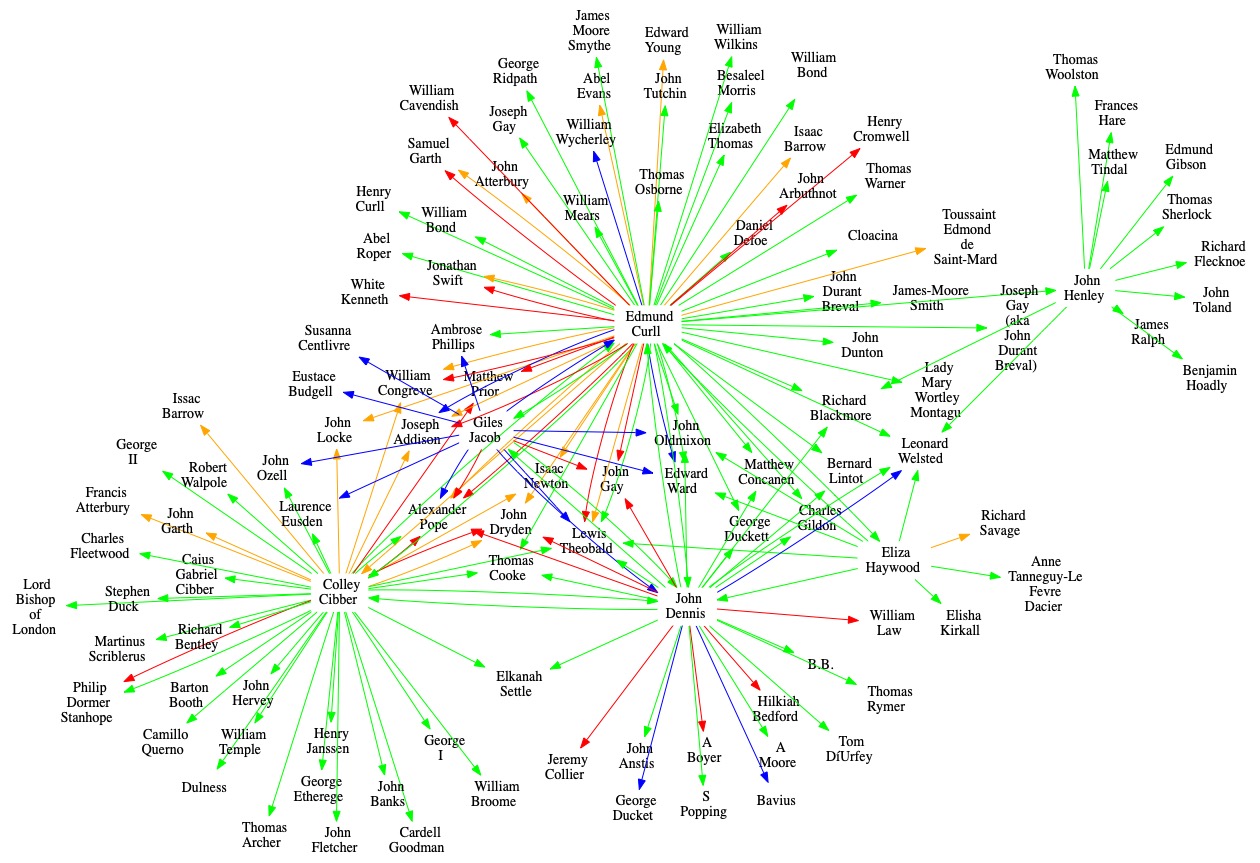 James
Moore
Smythe
Edward
Young
William
Wilkins
William
Bond
George
Ridpath
Abel
Evans
John
Tutchin
Besaleel
Morris
Thomas
Woolston
William
Cavendish
Joseph
Gay
William
Wycherley
Elizabeth
Thomas
Isaac
Barrow
Henry
Cromwell
Frances
Hare
Samuel
Garth
John
Atterbury
Thomas
Osborne
John
Arbuthnot
Thomas
Warner
Matthew
Tindal
Edmund
Gibson
Henry
Curll
William
Bond
William
Mears
Daniel
Defoe
Cloacina
Toussaint
Edmond
de
Saint-Mard
Thomas
Sherlock
Abel
Roper
Jonathan
Swift
Richard
Flecknoe
White
Kenneth
John
Durant
Breval
James-Moore
Smith
Joseph
Gay
(aka
John
Durant
Breval)
John
Henley
John
Toland
Edmund
Curll
Susanna
Centlivre
Ambrose
Phillips
John
Dunton
James
Ralph
Eustace
Budgell
William
Congreve
Matthew
Prior
Lady
Mary
Wortley
Montagu
Benjamin
Hoadly
Issac
Barrow
John
Locke
Joseph
Addison
Giles
Jacob
John
Oldmixon
Richard
Blackmore
Leonard
Welsted
George
II
Robert
Walpole
John
Ozell
Isaac
Newton
John
Gay
Edward
Ward
Matthew
Concanen
Bernard
Lintot
Francis
Atterbury
John
Garth
Laurence
Eusden
Alexander
Pope
John
Dryden
Lewis
Theobald
George
Duckett
Charles
Gildon
Richard
Savage
Charles
Fleetwood
Caius
Gabriel
Cibber
Thomas
Cooke
Eliza
Haywood
Anne
Tanneguy-Le
Fevre
Dacier
Lord
Bishop
of
London
Stephen
Duck
Colley
Cibber
John
Dennis
William
Law
Elisha
Kirkall
Martinus
Scriblerus
Richard
Bentley
Philip
Dormer
Stanhope
Barton
Booth
John
Hervey
Elkanah
Settle
B.B.
Thomas
Rymer
Hilkiah
Bedford
Camillo
Querno
William
Temple
Henry
Janssen
George
I
Jeremy
Collier
John
Anstis
A
Boyer
A
Moore
Tom
DíUrfey
Dulness
George
Etherege
John
Banks
William
Broome
George
Ducket
S
Popping
Bavius
Thomas
Archer
John
Fletcher
Cardell
Goodman